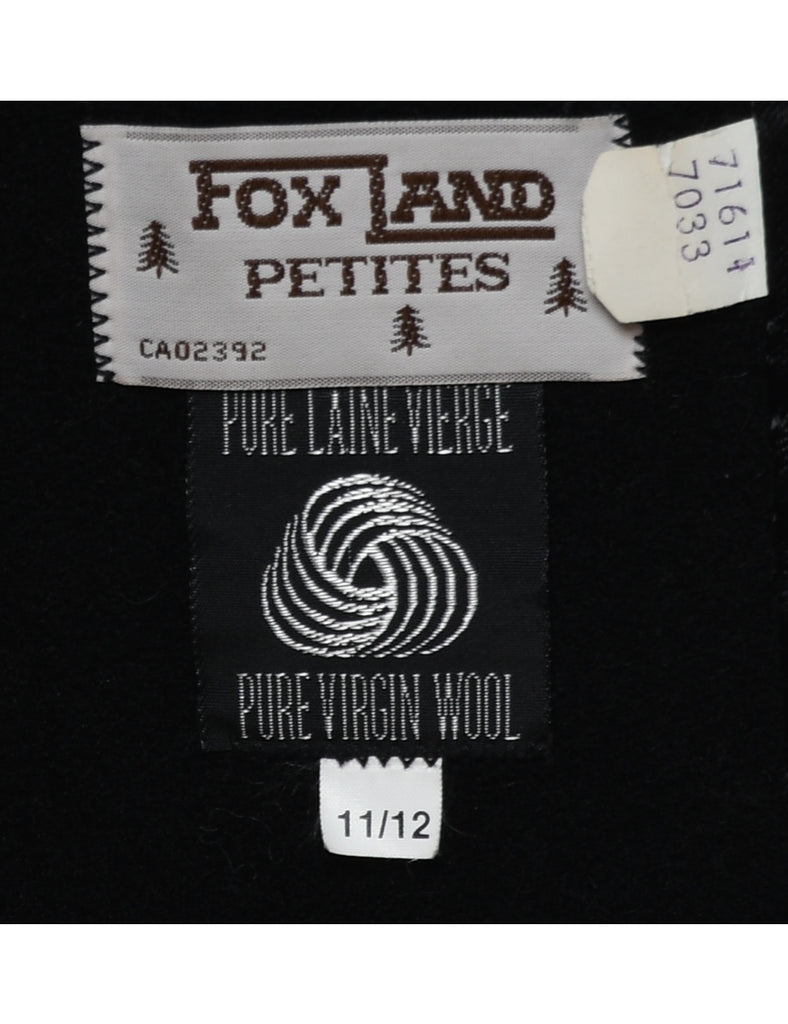 FOX LAND
PETITES
CA02392
71614
7033
PURE LAINE VIERGE
PURE VIRGIN WOOL
11/12